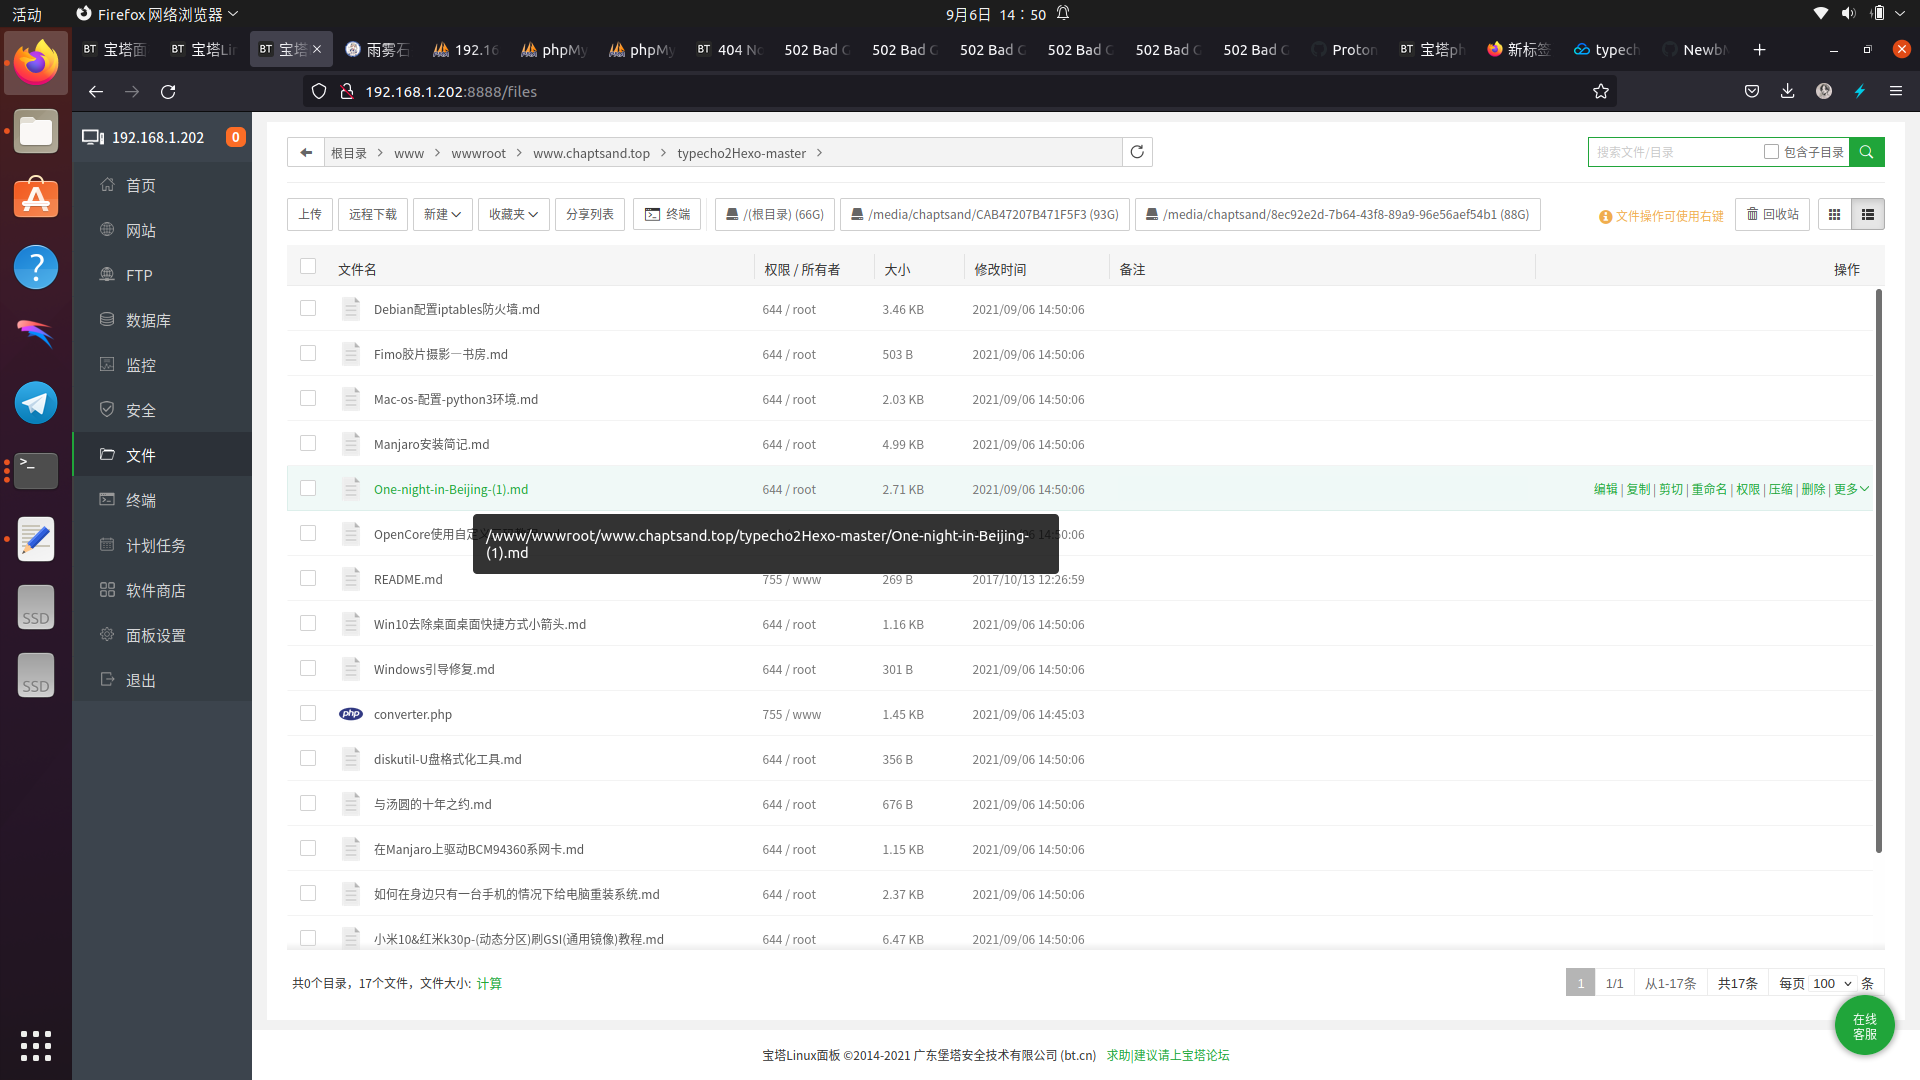 活动
Firefox 网络浏览器
9月6日 14：50
宝塔面
宝塔Li
宝塔
雨雾石
192.16
phpMy
phpMy
404 No
502 Bad G
502 Bad G
502 Bad G
502 Bad G
502 Bad G
502 Bad G
Proton
宝塔ph
新标签
typech
NewbM
192.168.1.202:8888/files
192.168.1.202
0
首页
网站
FTP
数据库
监控
安全
文件
终端
计划任务
软件商店
面板设置
退出
SSD
SSD
根目录 www wwwroot www.chaptsand.top typecho2Hexo-master
搜索文件/目录 包含子目录
上传 远程下载 新建 收藏夹 分享列表 终端 /(根目录) (66G) /media/chaptsand/CAB47207B471F5F3 (93G) /media/chaptsand/8ec92e2d-7b64-43f8-89a9-96e56aef54b1 (88G) 文件操作可使用右键 回收站
文件名 权限 / 所有者 大小 修改时间 备注 操作
Debian配置iptables防火墙.md 644 / root 3.46 KB 2021/09/06 14:50:06
Fimo胶片摄影—书房.md 644 / root 503 B 2021/09/06 14:50:06
Mac-os-配置-python3环境.md 644 / root 2.03 KB 2021/09/06 14:50:06
Manjaro安装简记.md 644 / root 4.99 KB 2021/09/06 14:50:06
One-night-in-Beijing-(1).md 644 / root 2.71 KB 2021/09/06 14:50:06 编辑 | 复制 | 剪切 | 重命名 | 权限 | 压缩 | 删除 | 更多
OpenCore使用自定
/www/wwwroot/www.chaptsand.top/typecho2Hexo-master/One-night-in-Beijing-
(1).md
README.md 755 / www 269 B 2017/10/13 12:26:59
Win10去除桌面桌面快捷方式小箭头.md 644 / root 1.16 KB 2021/09/06 14:50:06
Windows引导修复.md 644 / root 301 B 2021/09/06 14:50:06
converter.php 755 / www 1.45 KB 2021/09/06 14:45:03
diskutil-U盘格式化工具.md 644 / root 356 B 2021/09/06 14:50:06
与汤圆的十年之约.md 644 / root 676 B 2021/09/06 14:50:06
在Manjaro上驱动BCM94360系网卡.md 644 / root 1.15 KB 2021/09/06 14:50:06
如何在身边只有一台手机的情况下给电脑重装系统.md 644 / root 2.37 KB 2021/09/06 14:50:06
小米10&红米k30p-(动态分区)刷GSI(通用镜像)教程.md 644 / root 6.47 KB 2021/09/06 14:50:06
共0个目录，17个文件，文件大小: 计算
1 1/1 从1-17条 共17条 每页 100 条
在线
客服
宝塔Linux面板 ©2014-2021 广东堡塔安全技术有限公司 (bt.cn) 求助|建议请上宝塔论坛